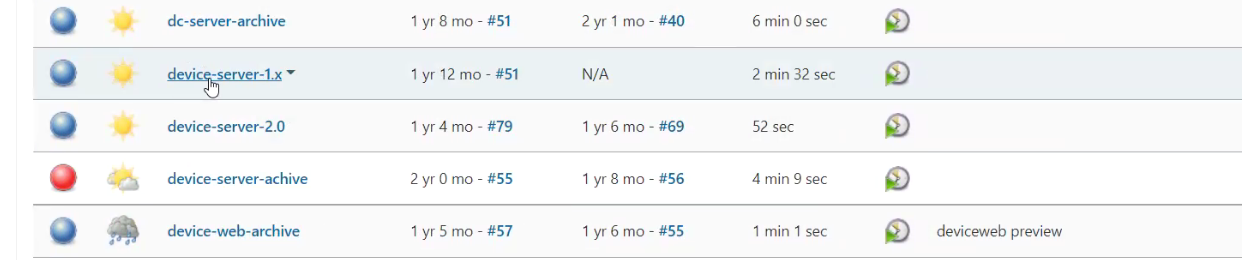 dc-server-archive 1 yr 8 mo - #51 2 yr 1 mo - #40 6 min 0 sec
device-server-1.x 1 yr 12 mo - #51 N/A 2 min 32 sec
device-server-2.0 1 yr 4 mo - #79 1 yr 6 mo - #69 52 sec
device-server-achive 2 yr 0 mo - #55 1 yr 8 mo - #56 4 min 9 sec
device-web-archive 1 yr 5 mo - #57 1 yr 6 mo - #55 1 min 1 sec deviceweb preview